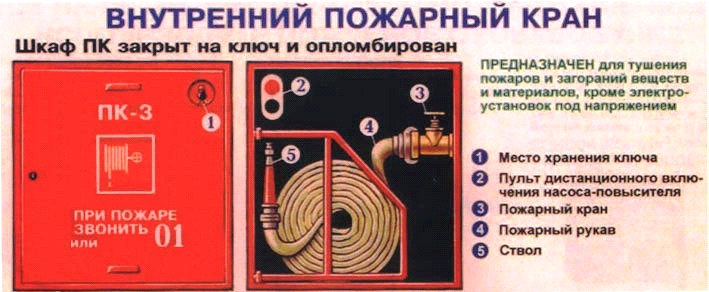 ВНУТРЕННИЙ ПОЖАРНЫЙ КРАН
Шкаф ПК закрыт на ключ и опломбирован
ПК-3
1
ПРИ ПОЖАРЕ
ЗВОНИТЬ
или 01
2
3
4
5
ПРЕДНАЗНАЧЕН для тушения
пожаров и загораний веществ
и материалов, кроме электро-
установок под напряжением
1 Место хранения ключа
2 Пульт дистанционного вклю-
чения насоса-повысителя
3 Пожарный кран
4 Пожарный рукав
5 Ствол